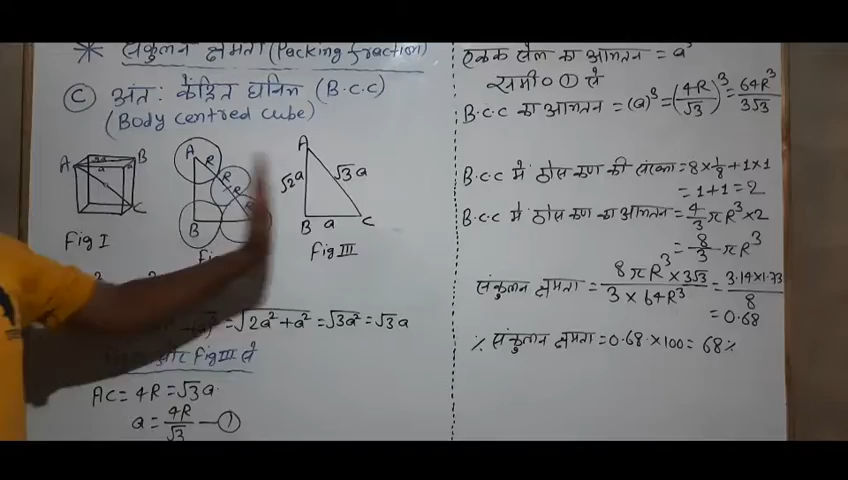 * संकुलन क्षमता (Packing fraction)
(C) अंतः केंद्रित घनिय (B.C.C)
(Body centred cube)
A B C a
Fig I
A R R R R B
Fi
A √2a √3a B a C
Fig III
= √2a²+a² = √3a² = √3a
और Fig III से
AC = 4R = √3a
a = 4R/√3 — (1)
एकक सेल का आयतन = a³
समी० (1) से
B.C.C का आयतन = (a)³ = (4R/√3)³ = 64R³/3√3
B.C.C में ठोस कण की संख्या = 8×1/8+1×1
= 1+1 = 2
B.C.C में ठोस कण का आयतन = 4/3 πR³×2
= 8/3 πR³
संकुलन क्षमता = 8πR³×3√3/3×64R³ = 3.14×1.73/8
= 0.68
% संकुलन क्षमता = 0.68×100 = 68%